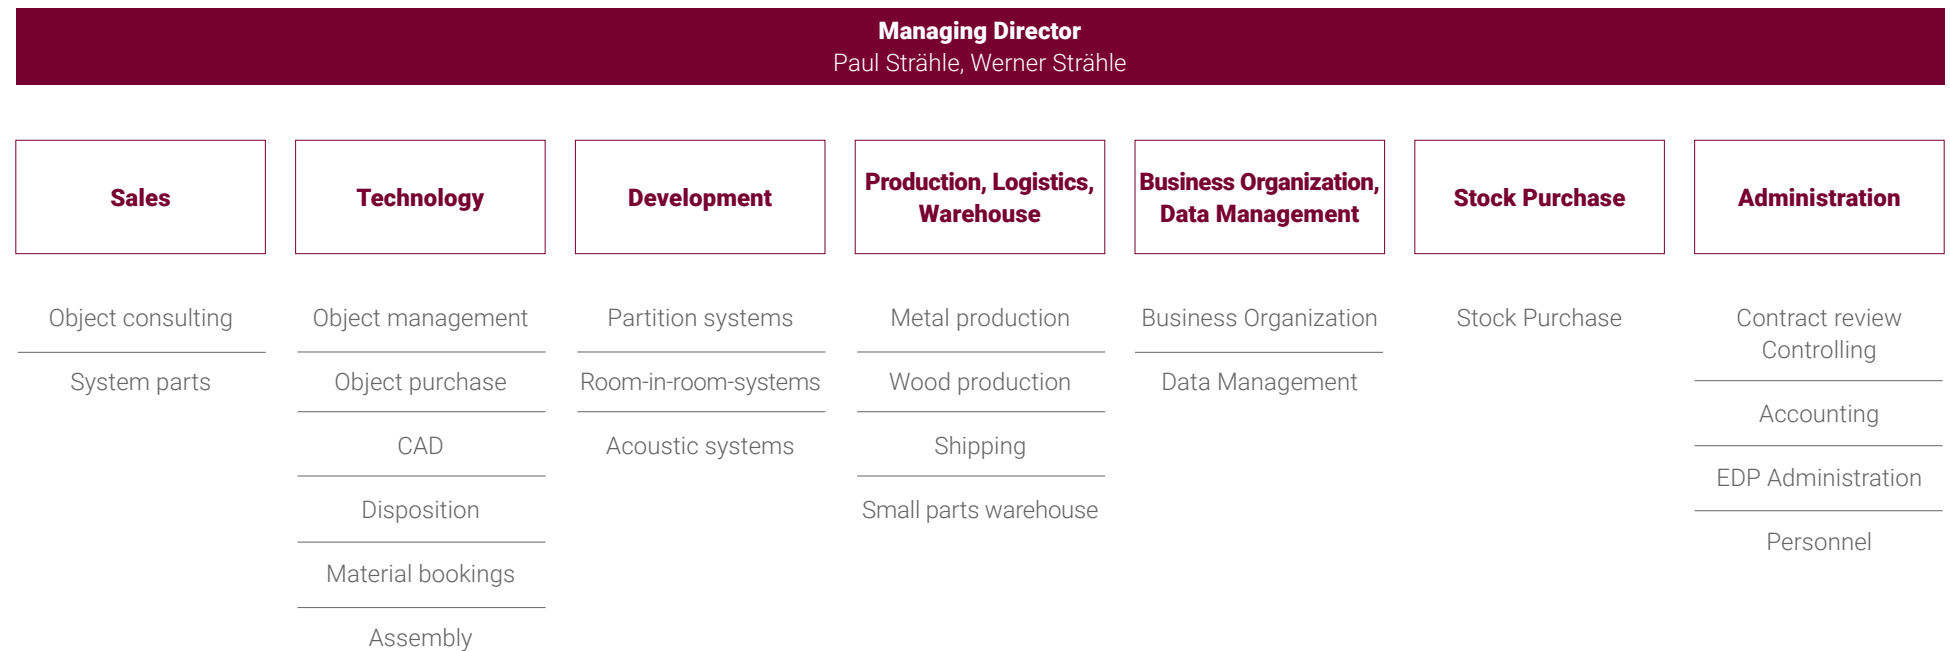 Managing Director
Paul Strähle, Werner Strähle
Sales
Technology
Development
Production, Logistics,
Warehouse
Business Organization,
Data Management
Stock Purchase
Administration
Object consulting
System parts
Object management
Object purchase
CAD
Disposition
Material bookings
Assembly
Partition systems
Room-in-room-systems
Acoustic systems
Metal production
Wood production
Shipping
Small parts warehouse
Business Organization
Data Management
Stock Purchase
Contract review
Controlling
Accounting
EDP Administration
Personnel